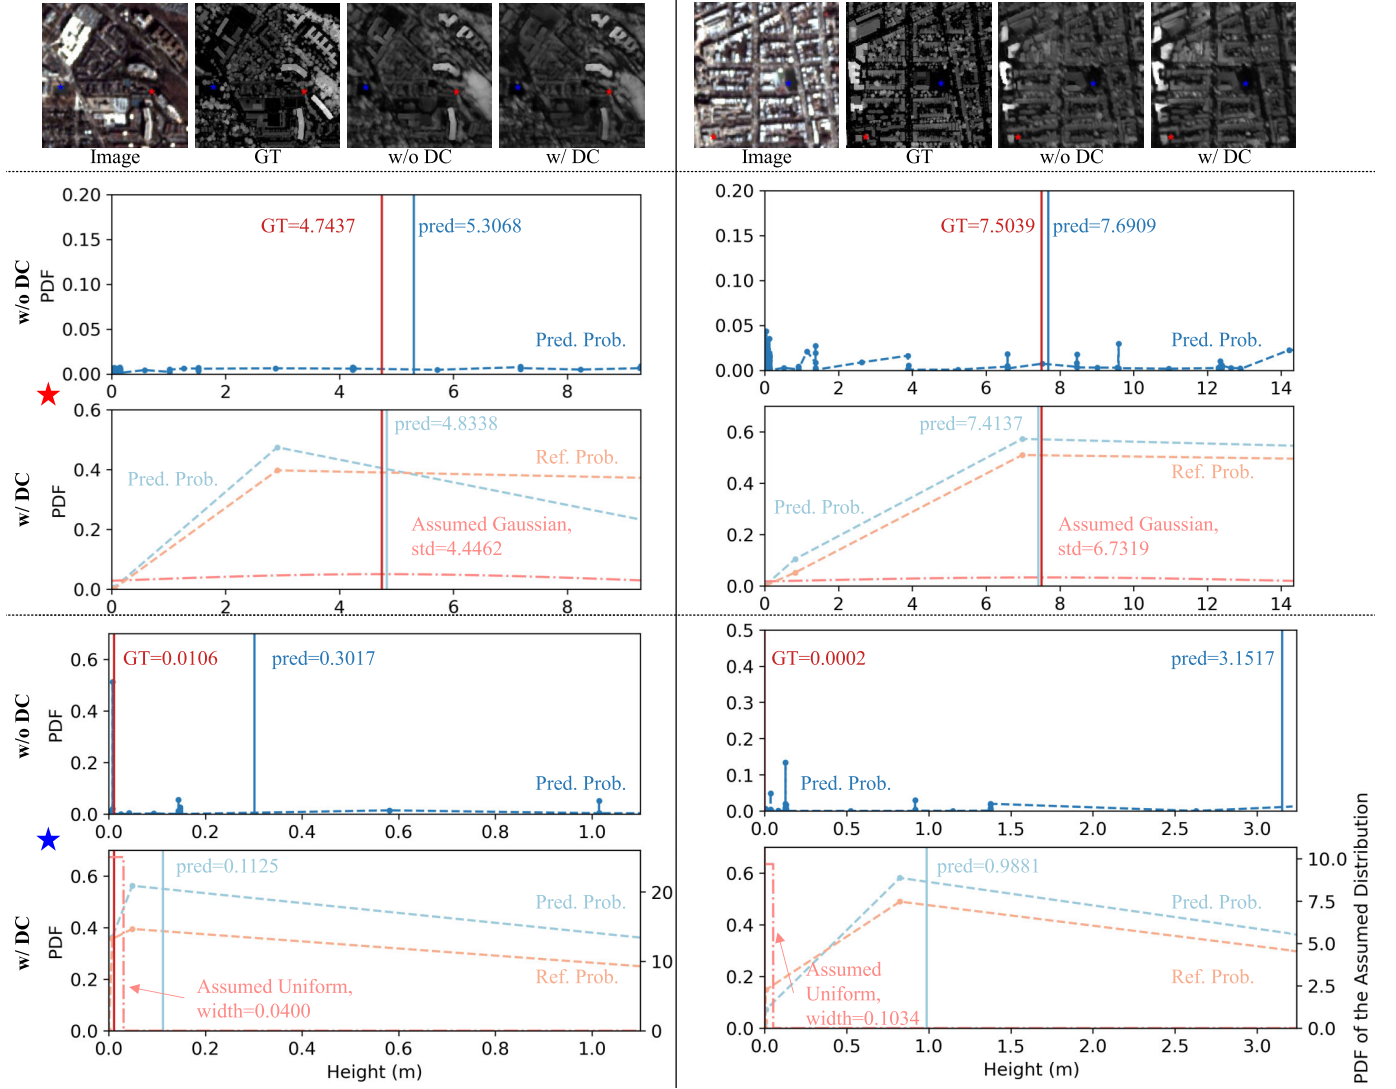 Image GT w/o DC w/ DC
Image GT w/o DC w/ DC
w/o DC
PDF
0.20
0.15
0.10
0.05
0.00
GT=4.7437
pred=5.3068
Pred. Prob.
0 2 4 6 8
0.20
0.15
0.10
0.05
0.00
GT=7.5039
pred=7.6909
Pred. Prob.
0 2 4 6 8 10 12 14
w/ DC
PDF
0.6
0.4
0.2
0.0
pred=4.8338
Pred. Prob.
Ref. Prob.
Assumed Gaussian,
std=4.4462
0 2 4 6 8
0.6
0.4
0.2
0.0
pred=7.4137
Ref. Prob.
Pred. Prob.
Assumed Gaussian,
std=6.7319
0 2 4 6 8 10 12 14
w/o DC
PDF
0.6
0.4
0.2
0.0
GT=0.0106
pred=0.3017
Pred. Prob.
0.0 0.2 0.4 0.6 0.8 1.0
0.5
0.4
0.3
0.2
0.1
0.0
GT=0.0002
pred=3.1517
Pred. Prob.
0.0 0.5 1.0 1.5 2.0 2.5 3.0
w/ DC
PDF
0.6
0.4
0.2
0.0
pred=0.1125
Pred. Prob.
Ref. Prob.
Assumed Uniform,
width=0.0400
20
10
0
0.0 0.2 0.4 0.6 0.8 1.0
Height (m)
0.6
0.4
0.2
0.0
pred=0.9881
Pred. Prob.
Ref. Prob.
Assumed
Uniform,
width=0.1034
10.0
7.5
5.0
2.5
0.0
0.0 0.5 1.0 1.5 2.0 2.5 3.0
Height (m)
PDF of the Assumed Distribution